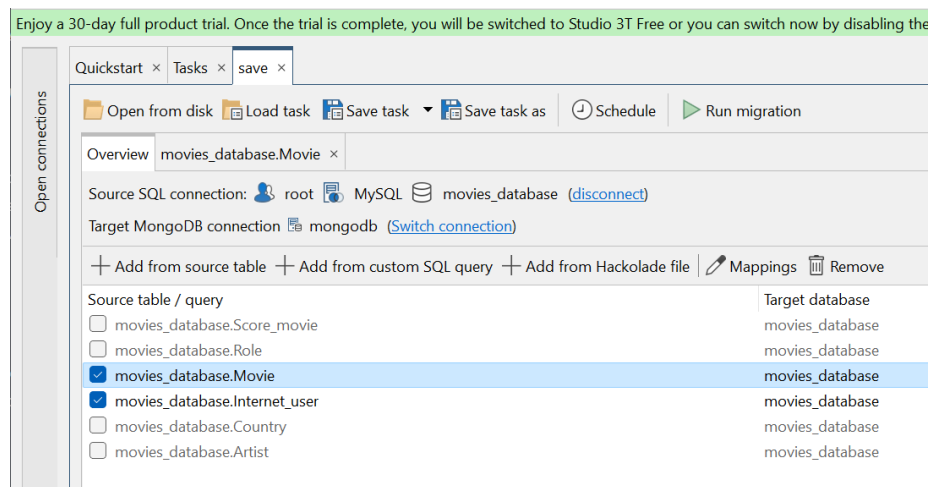 Enjoy a 30-day full product trial. Once the trial is complete, you will be switched to Studio 3T Free or you can switch now by disabling the
Open connections
Quickstart × Tasks × save ×
Open from disk Load task Save task Save task as Schedule Run migration
Overview movies_database.Movie ×
Source SQL connection: root MySQL movies_database (disconnect)
Target MongoDB connection mongodb (Switch connection)
Add from source table Add from custom SQL query Add from Hackolade file Mappings Remove
Source table / query Target database
movies_database.Score_movie movies_database
movies_database.Role movies_database
movies_database.Movie movies_database
movies_database.Internet_user movies_database
movies_database.Country movies_database
movies_database.Artist movies_database